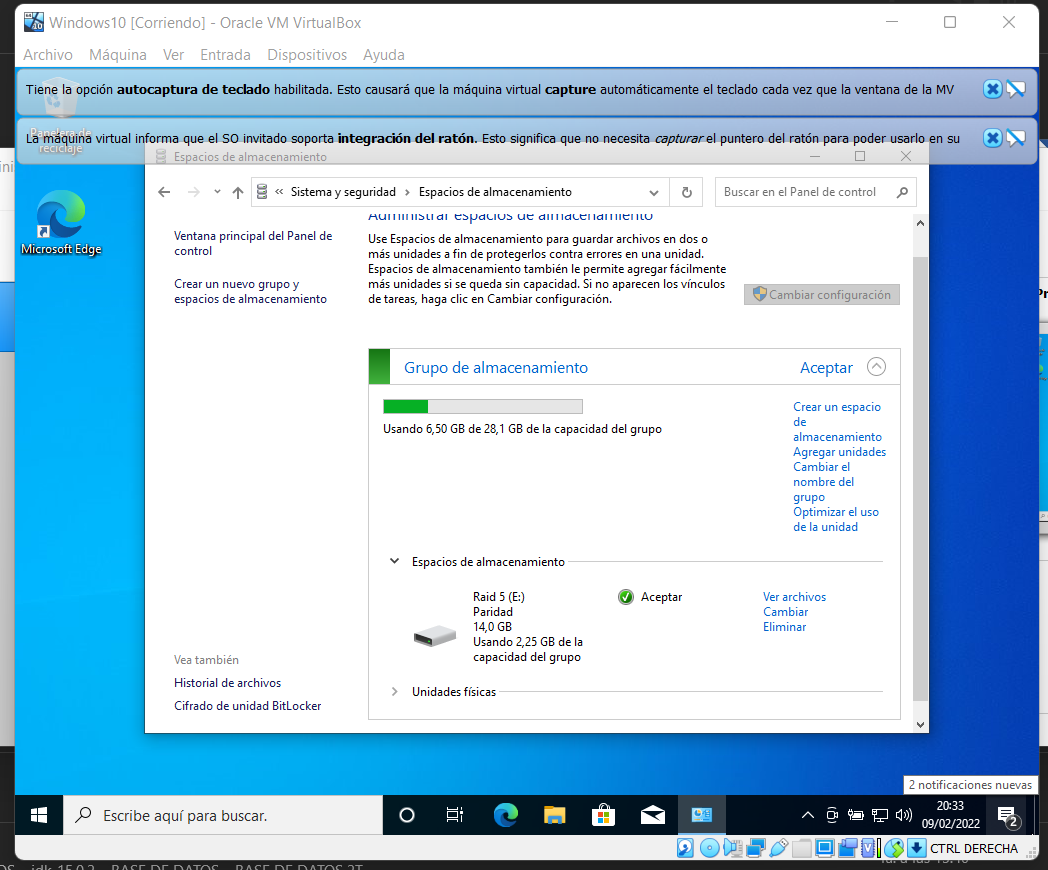 Windows10 [Corriendo] - Oracle VM VirtualBox
Archivo Máquina Ver Entrada Dispositivos Ayuda
Tiene la opción autocaptura de teclado habilitada. Esto causará que la máquina virtual capture automáticamente el teclado cada vez que la ventana de la MV
Papelera de
reciclaje
La máquina virtual informa que el SO invitado soporta integración del ratón. Esto significa que no necesita capturar el puntero del ratón para poder usarlo en su
Espacios de almacenamiento
« Sistema y seguridad › Espacios de almacenamiento
Buscar en el Panel de control
Microsoft Edge
Ventana principal del Panel de
control
Crear un nuevo grupo y
espacios de almacenamiento
Administrar espacios de almacenamiento
Use Espacios de almacenamiento para guardar archivos en dos o
más unidades a fin de protegerlos contra errores en una unidad.
Espacios de almacenamiento también le permite agregar fácilmente
más unidades si se queda sin capacidad. Si no aparecen los vínculos
de tareas, haga clic en Cambiar configuración.
Cambiar configuración
Grupo de almacenamiento
Aceptar
Usando 6,50 GB de 28,1 GB de la capacidad del grupo
Crear un espacio
de
almacenamiento
Agregar unidades
Cambiar el
nombre del
grupo
Optimizar el uso
de la unidad
Espacios de almacenamiento
Raid 5 (E:)
Paridad
14,0 GB
Usando 2,25 GB de la
capacidad del grupo
Aceptar
Ver archivos
Cambiar
Eliminar
Unidades físicas
Vea también
Historial de archivos
Cifrado de unidad BitLocker
2 notificaciones nuevas
Escribe aquí para buscar.
20:33
09/02/2022
2
CTRL DERECHA